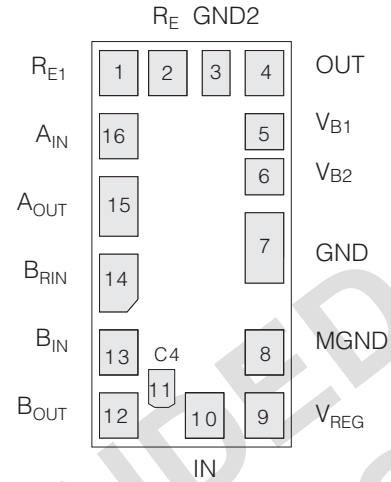 R_E GND2
R_E1 1 2 3 4 OUT
A_IN 16 5 V_B1
6 V_B2
A_OUT 15
7 GND
B_RIN 14
B_IN 13 C4 8 MGND
11
B_OUT 12 10 9 V_REG
IN